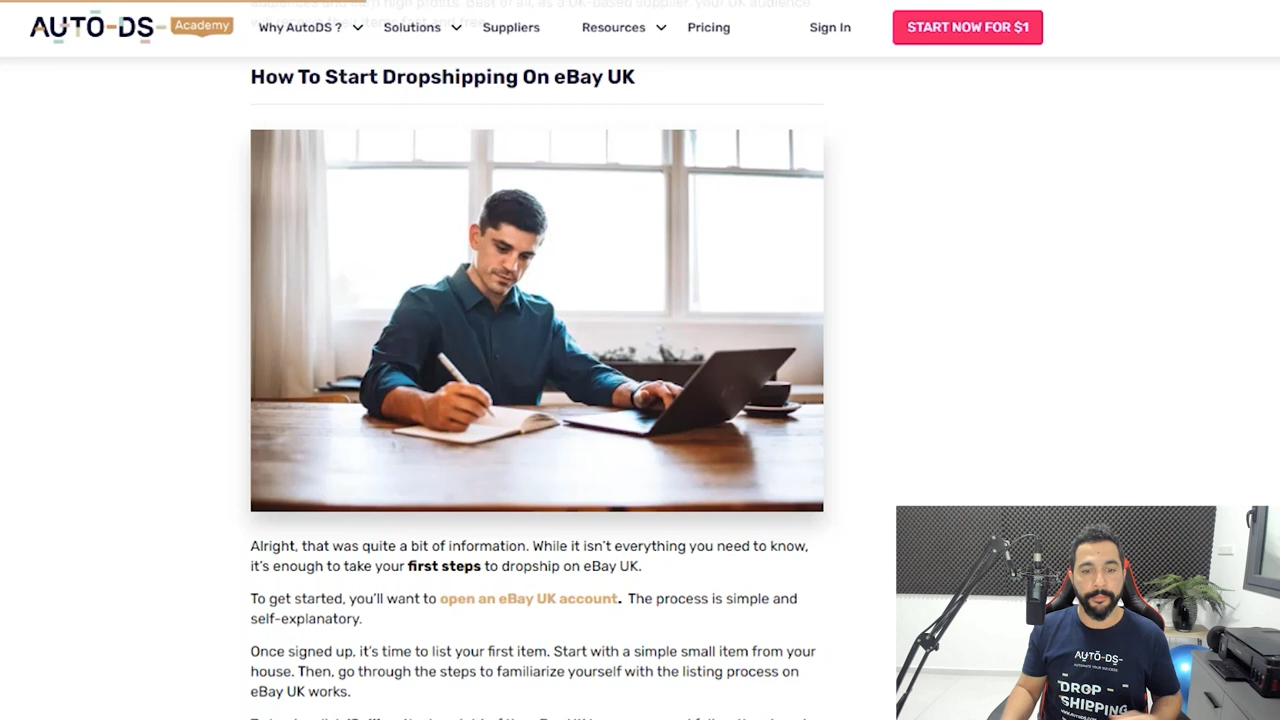 AUTO-DS Academy Why AutoDS ? Solutions Suppliers Resources Pricing Sign In START NOW FOR $1
How To Start Dropshipping On eBay UK
Alright, that was quite a bit of information. While it isn't everything you need to know,
it's enough to take your first steps to dropship on eBay UK.
To get started, you'll want to open an eBay UK account. The process is simple and
self-explanatory.
Once signed up, it's time to list your first item. Start with a simple small item from your
house. Then, go through the steps to familiarize yourself with the listing process on
eBay UK works.
AUTO-DS
AUTOMATE YOUR SUCCESS
DROP
SHIPPING